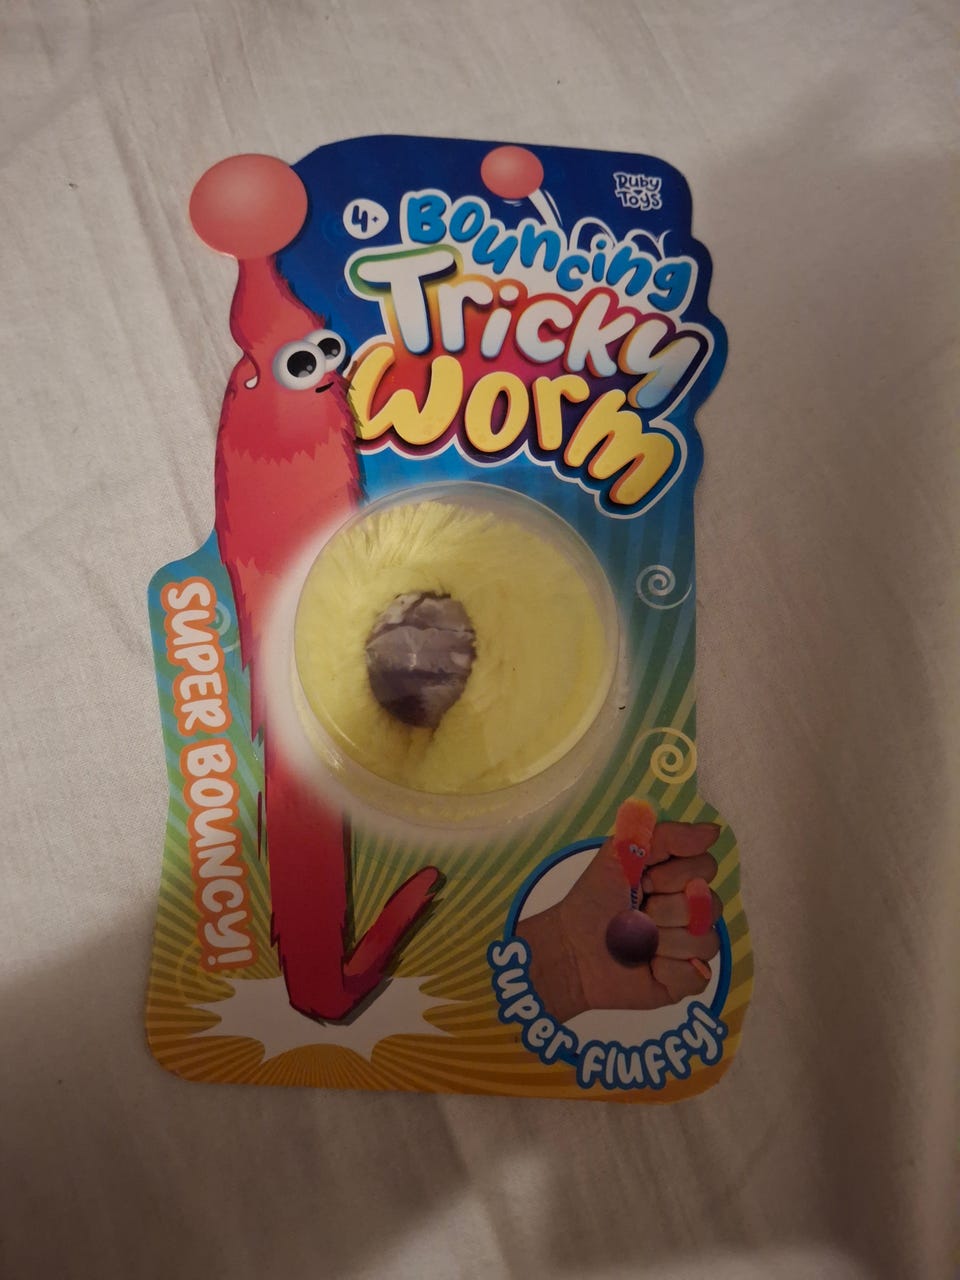 Ruby
Toys
4+
Bouncing
Tricky
Worm
SUPER BOUNCY!
Super fluffy!